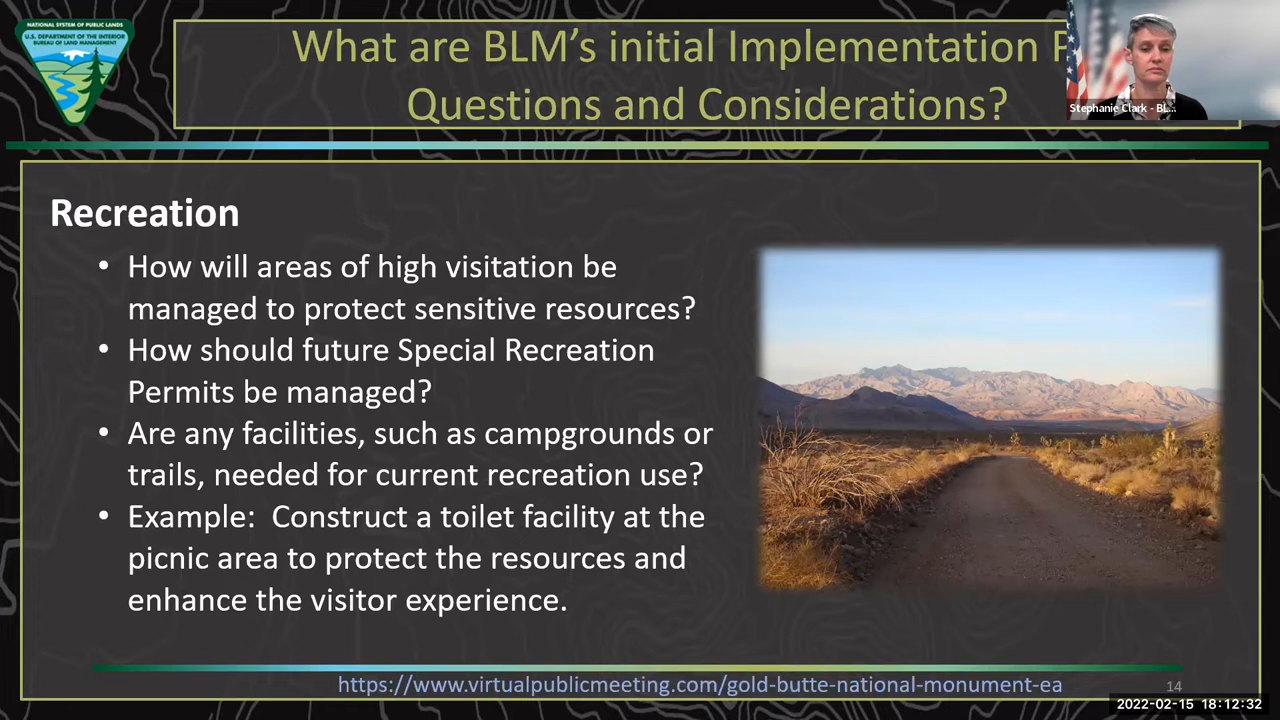 NATIONAL SYSTEM OF PUBLIC LANDS
U.S. DEPARTMENT OF THE INTERIOR
BUREAU OF LAND MANAGEMENT
What are BLM's initial Implementation
Questions and Considerations?
Stephanie Clark - BL...
Recreation
• How will areas of high visitation be
managed to protect sensitive resources?
• How should future Special Recreation
Permits be managed?
• Are any facilities, such as campgrounds or
trails, needed for current recreation use?
• Example: Construct a toilet facility at the
picnic area to protect the resources and
enhance the visitor experience.
https://www.virtualpublicmeeting.com/gold-butte-national-monument-ea
14
2022-02-15 18:12:32